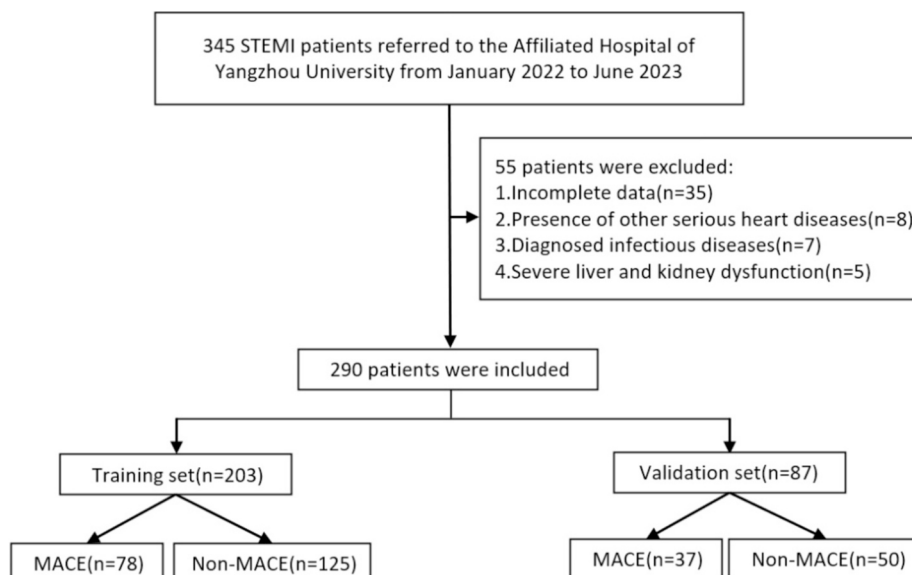 345 STEMI patients referred to the Affiliated Hospital of
Yangzhou University from January 2022 to June 2023
55 patients were excluded:
1.Incomplete data(n=35)
2.Presence of other serious heart diseases(n=8)
3.Diagnosed infectious diseases(n=7)
4.Severe liver and kidney dysfunction(n=5)
290 patients were included
Training set(n=203)
Validation set(n=87)
MACE(n=78)
Non-MACE(n=125)
MACE(n=37)
Non-MACE(n=50)